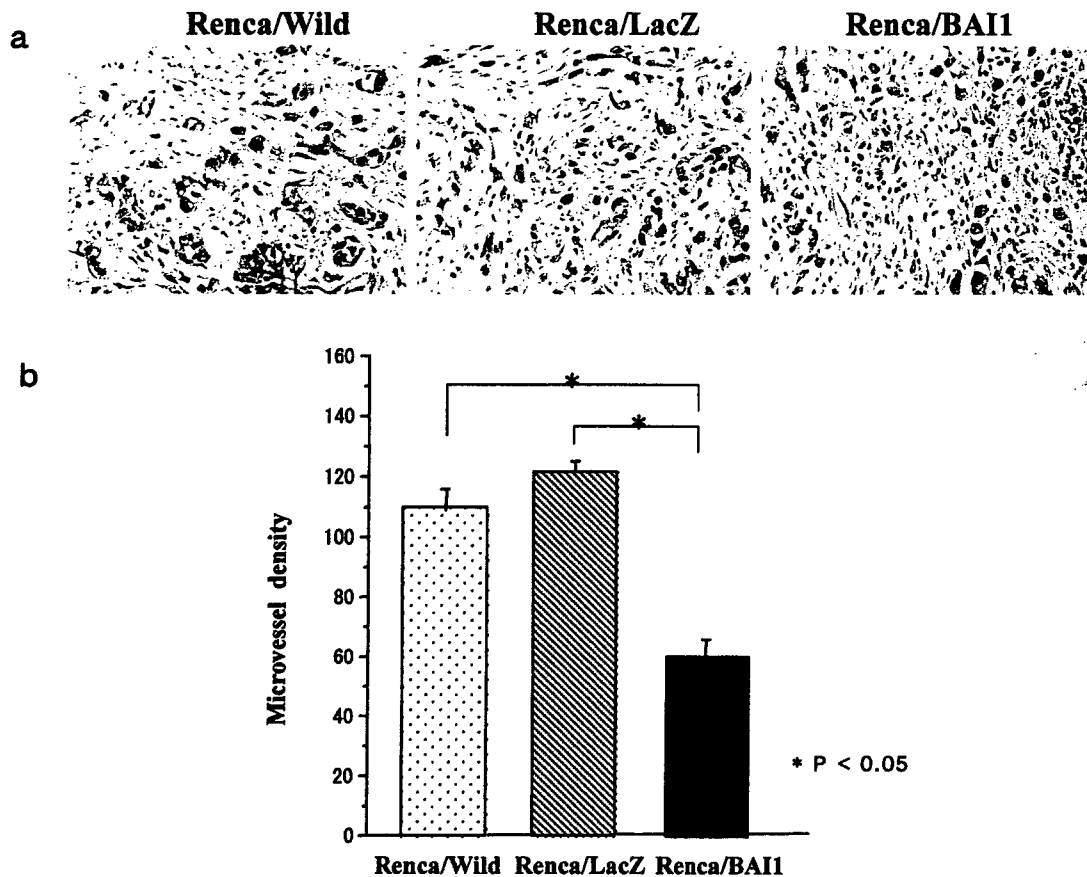 a
Renca/Wild Renca/LacZ Renca/BAI1
b
160
140
120
100
80
60
40
20
0
Microvessel density
*
*
* P < 0.05
Renca/Wild Renca/LacZ Renca/BAI1